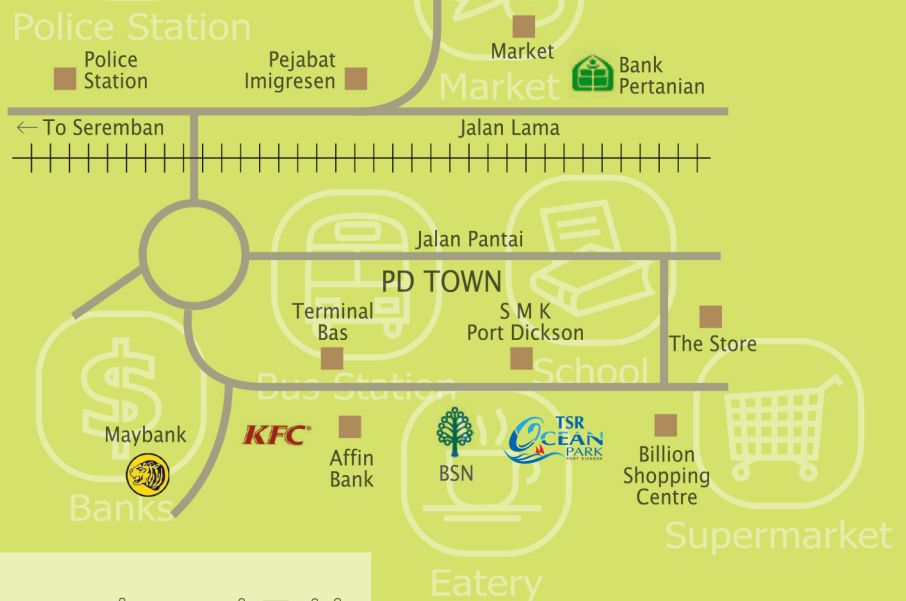 Police Station
Police
Station
Pejabat
Imigresen
Market
Market
Bank
Pertanian
← To Seremban
Jalan Lama
Jalan Pantai
PD TOWN
Terminal
Bas
S M K
Port Dickson
The Store
Bus Station
School
Maybank
KFC
Affin
Bank
BSN
TSR
OCEAN
PARK
PORT DICKSON
Billion
Shopping
Centre
Banks
Supermarket
Eatery